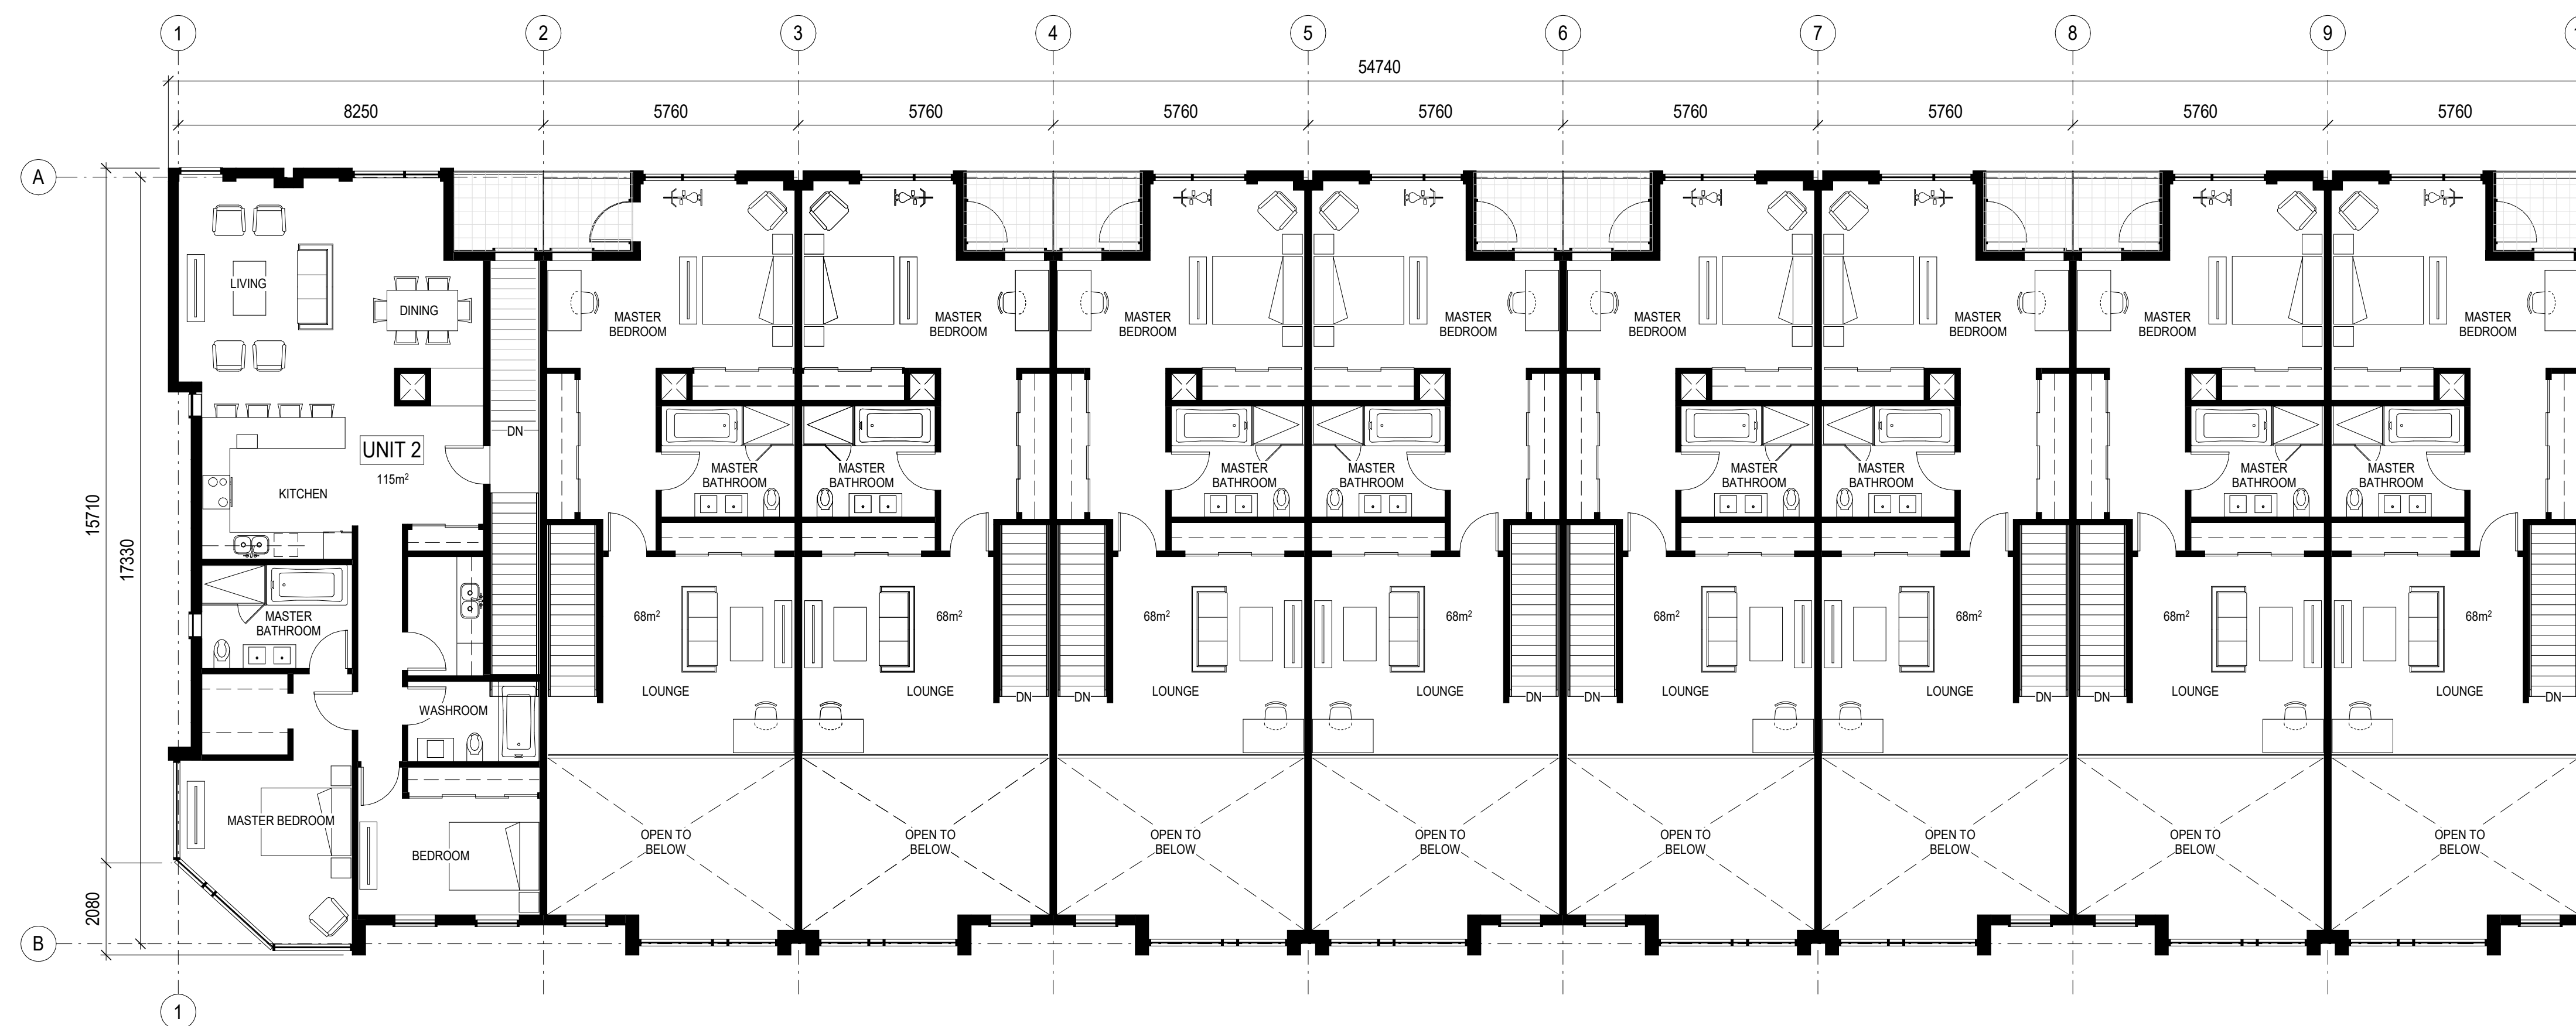 1 2 3 4 5 6 7 8 9
54740
8250 5760 5760 5760 5760 5760 5760 5760 5760
A
LIVING
DINING
MASTER MASTER MASTER MASTER MASTER MASTER MASTER MASTER
BEDROOM BEDROOM BEDROOM BEDROOM BEDROOM BEDROOM BEDROOM BEDROOM
DN
UNIT 2
115m²
KITCHEN
MASTER MASTER MASTER MASTER MASTER MASTER MASTER MASTER
BATHROOM BATHROOM BATHROOM BATHROOM BATHROOM BATHROOM BATHROOM BATHROOM
15710
17330
MASTER
BATHROOM
68m² 68m² 68m² 68m² 68m² 68m² 68m² 68m²
LOUNGE LOUNGE LOUNGE LOUNGE LOUNGE LOUNGE LOUNGE LOUNGE
DN DN DN DN DN DN DN
WASHROOM
MASTER BEDROOM
BEDROOM
OPEN TO OPEN TO OPEN TO OPEN TO OPEN TO OPEN TO OPEN TO OPEN TO
BELOW BELOW BELOW BELOW BELOW BELOW BELOW BELOW
2080
B
1